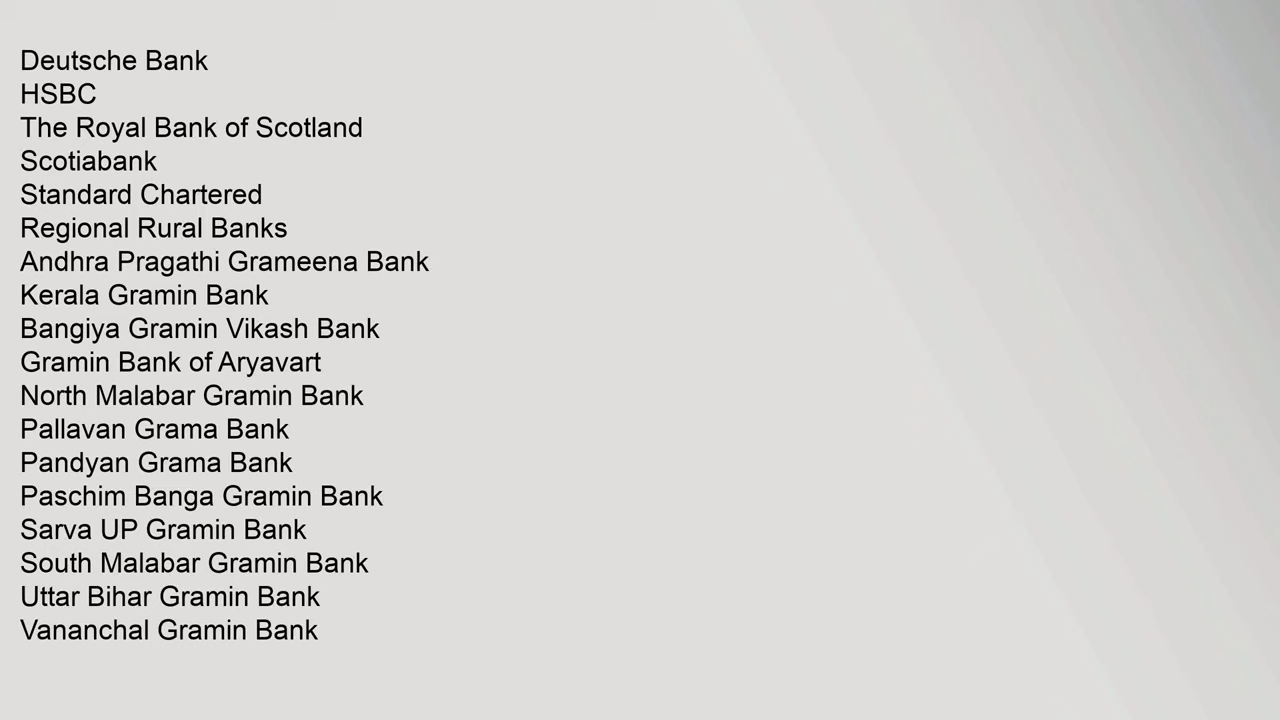 Deutsche Bank
HSBC
The Royal Bank of Scotland
Scotiabank
Standard Chartered
Regional Rural Banks
Andhra Pragathi Grameena Bank
Kerala Gramin Bank
Bangiya Gramin Vikash Bank
Gramin Bank of Aryavart
North Malabar Gramin Bank
Pallavan Grama Bank
Pandyan Grama Bank
Paschim Banga Gramin Bank
Sarva UP Gramin Bank
South Malabar Gramin Bank
Uttar Bihar Gramin Bank
Vananchal Gramin Bank